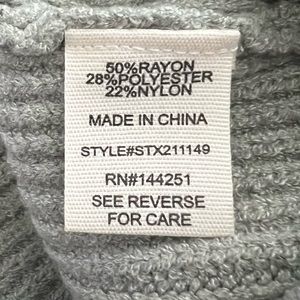 50%RAYON
28%POLYESTER
22%NYLON
MADE IN CHINA
STYLE#STX211149
RN#144251
SEE REVERSE
FOR CARE